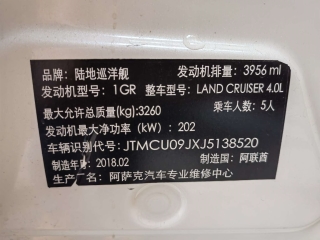 品牌：陆地巡洋舰 发动机排量：3956 ml
发动机型号：1GR 整车型号：LAND CRUISER 4.0L
最大允许总质量(kg):3260 乘车人数：5人
发动机最大净功率（kW）：202
车辆识别代号：JTMCU09JXJ5138520
制造年月：2018.02 制造国：阿联酋
生产厂名：阿萨克汽车专业维修中心